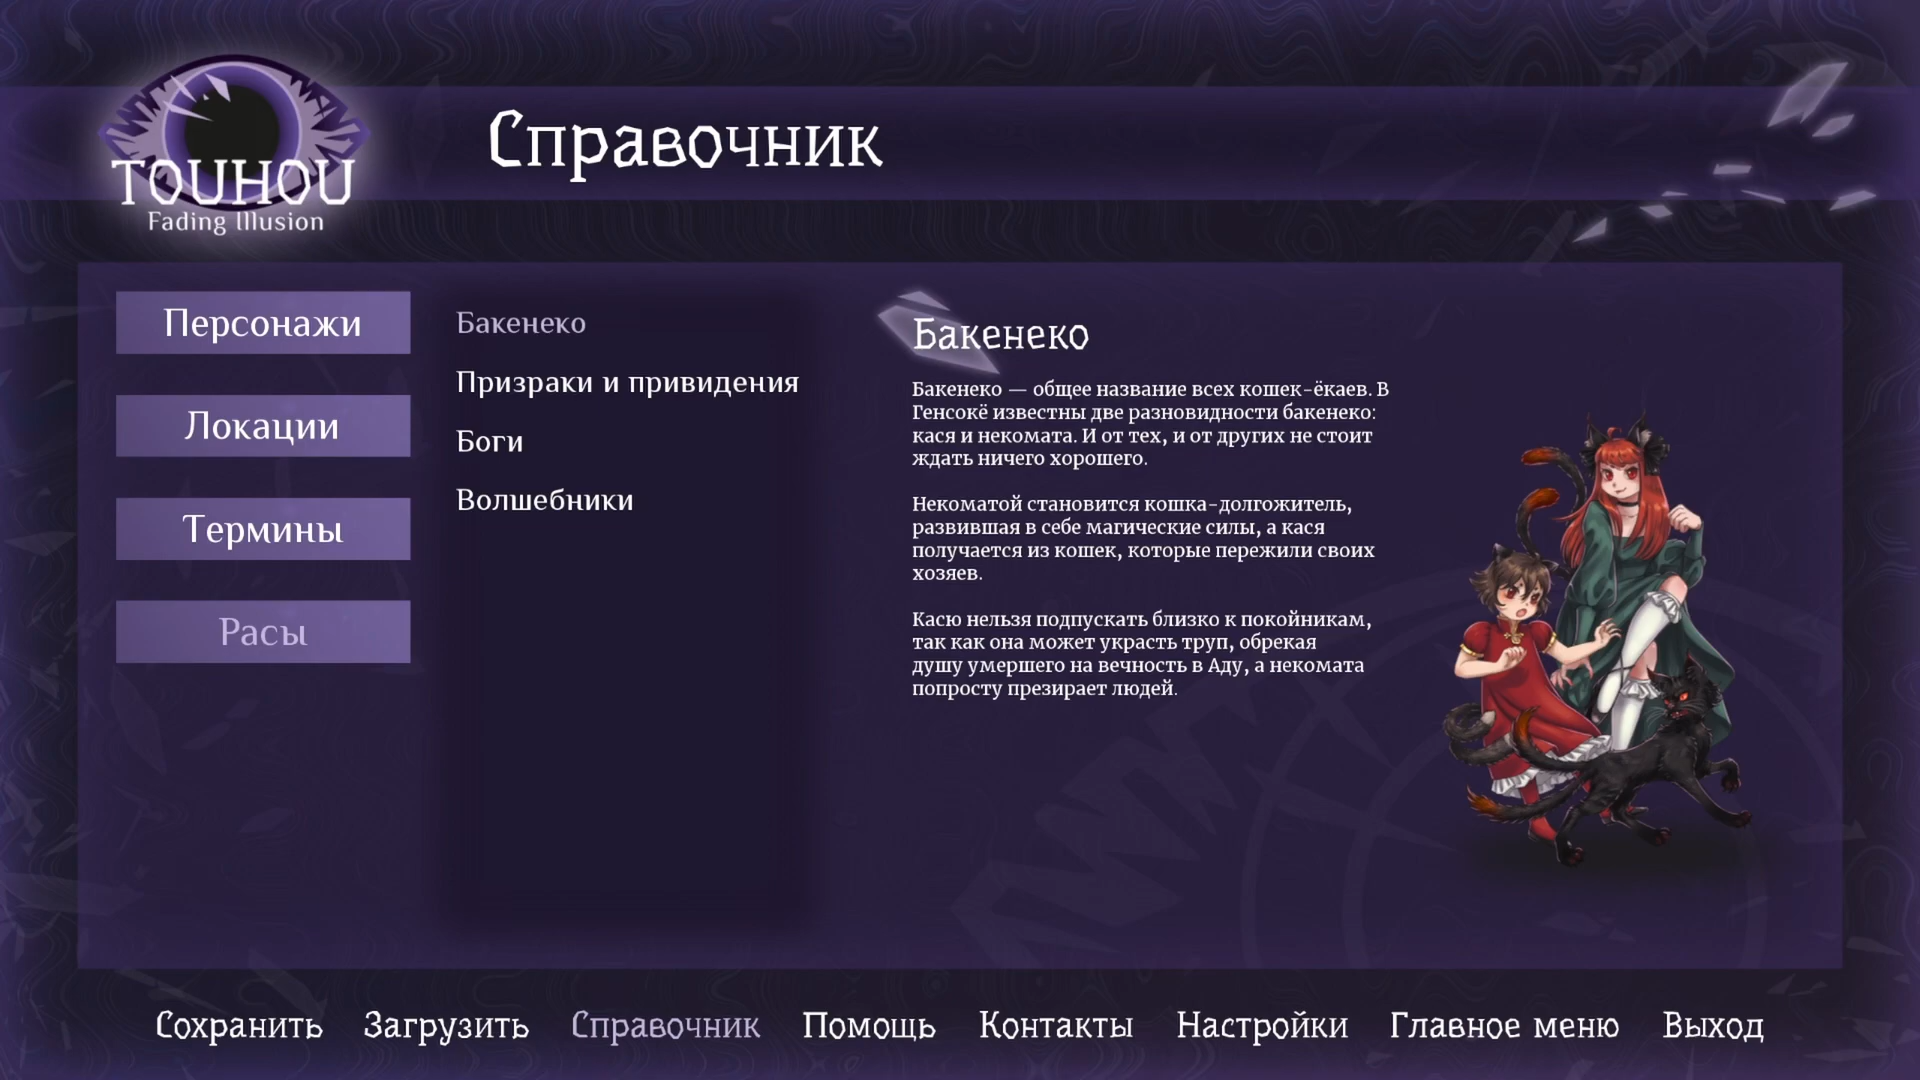 TOUHOU
Fading Illusion
Справочник
Персонажи
Локации
Термины
Расы
Бакенеко
Призраки и привидения
Боги
Волшебники
Бакенеко
Бакенеко — общее название всех кошек-ёкаев. В
Генсокё известны две разновидности бакенеко:
кася и некомата. И от тех, и от других не стоит
ждать ничего хорошего.
Некоматой становится кошка-долгожитель,
развившая в себе магические силы, а кася
получается из кошек, которые пережили своих
хозяев.
Касю нельзя подпускать близко к покойникам,
так как она может украсть труп, обрекая
душу умершего на вечность в Аду, а некомата
попросту презирает людей.
Сохранить Загрузить Справочник Помощь Контакты Настройки Главное меню Выход